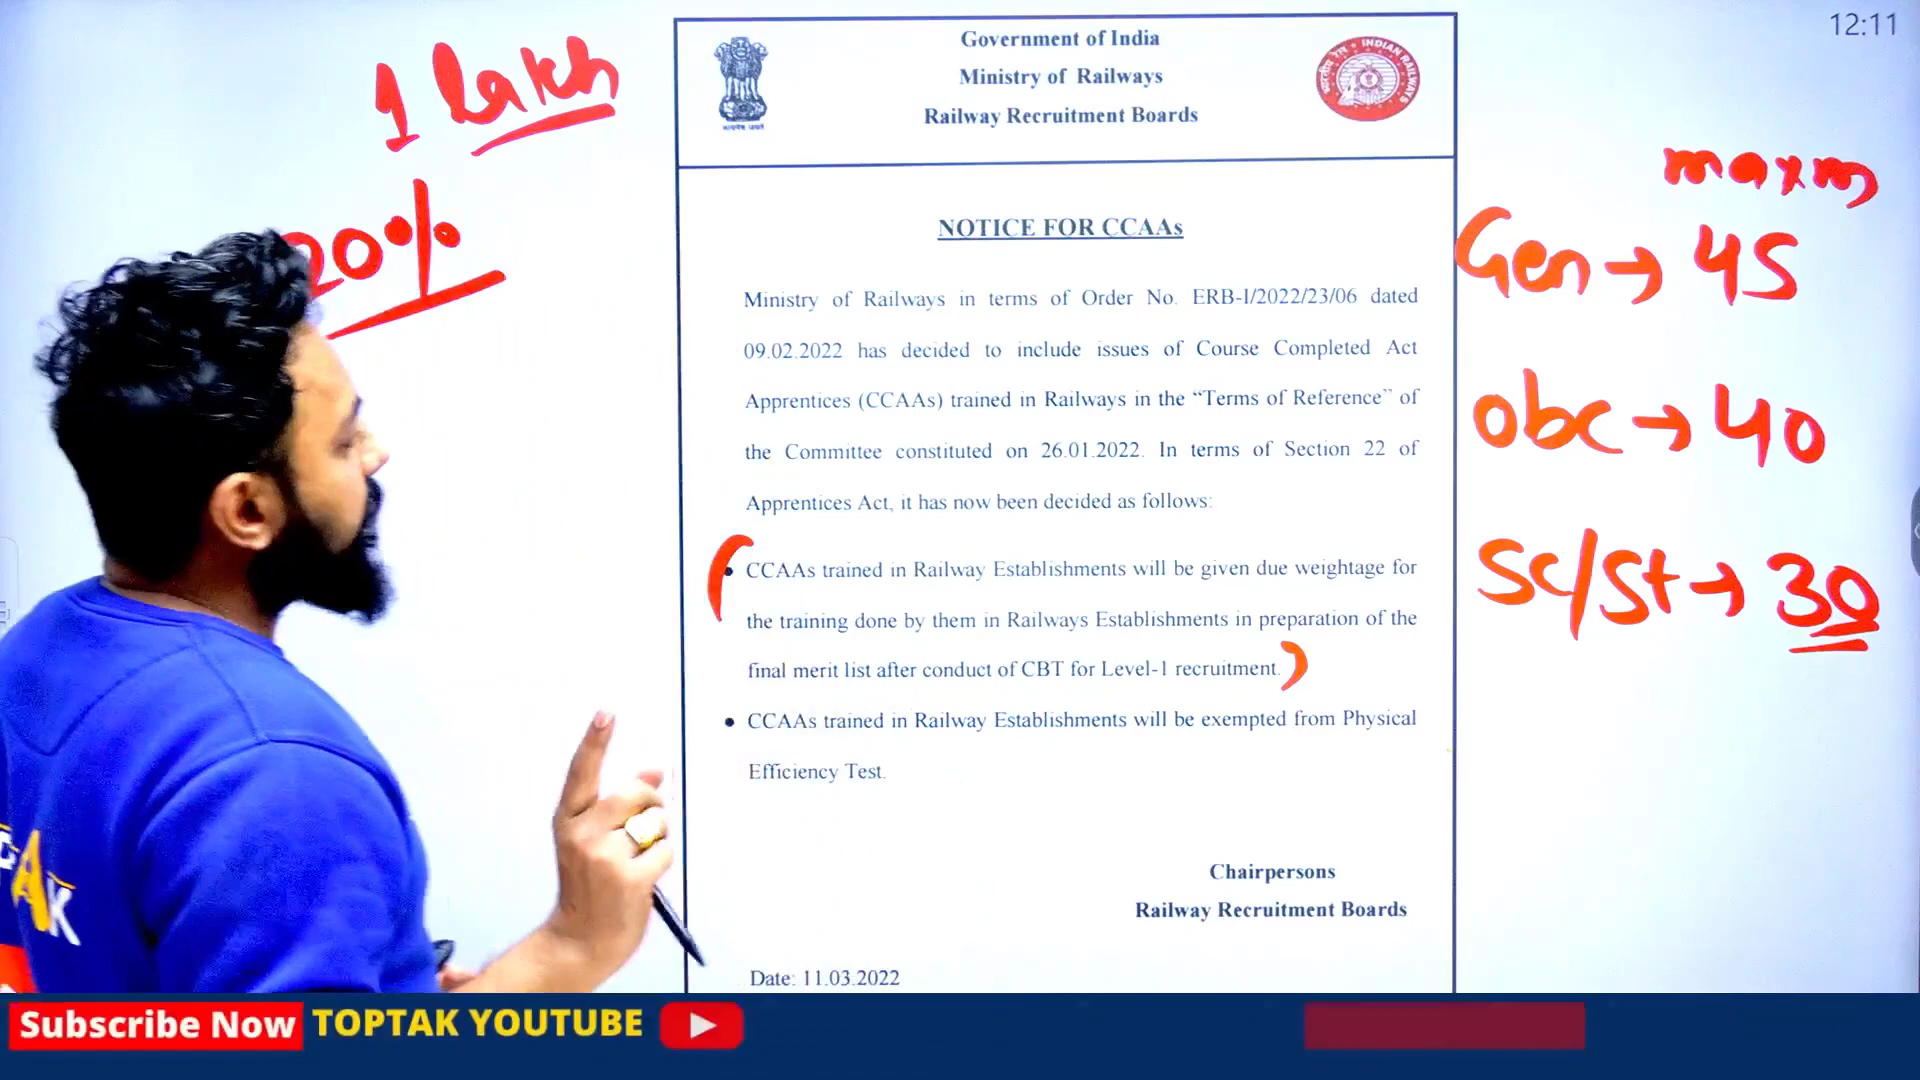 12:11
1 lakh
20%
Government of India
Ministry of Railways
Railway Recruitment Boards
INDIAN RAILWAYS
NOTICE FOR CCAAs
Ministry of Railways in terms of Order No. ERB-I/2022/23/06 dated
09.02.2022 has decided to include issues of Course Completed Act
Apprentices (CCAAs) trained in Railways in the “Terms of Reference” of
the Committee constituted on 26.01.2022. In terms of Section 22 of
Apprentices Act, it has now been decided as follows:
• CCAAs trained in Railway Establishments will be given due weightage for
the training done by them in Railways Establishments in preparation of the
final merit list after conduct of CBT for Level-1 recruitment.
• CCAAs trained in Railway Establishments will be exempted from Physical
Efficiency Test.
Chairpersons
Railway Recruitment Boards
Date: 11.03.2022
maxm
Gen → 45
obc → 40
Sc/St → 30
AK
Subscribe Now TOPTAK YOUTUBE